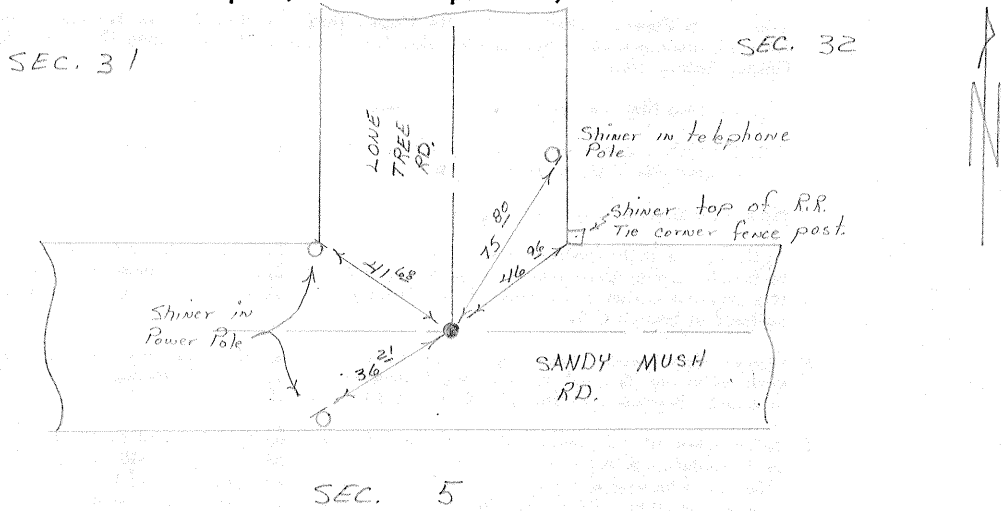 SEC. 31
SEC. 32
N
LONE
TREE
RD.
Shiner in telephone
Pole
Shiner top of R.R.
Tie corner fence post.
75 80
41 68
46 96
Shiner in
Power Pole
36 21
SANDY MUSH
RD.
SEC. 5